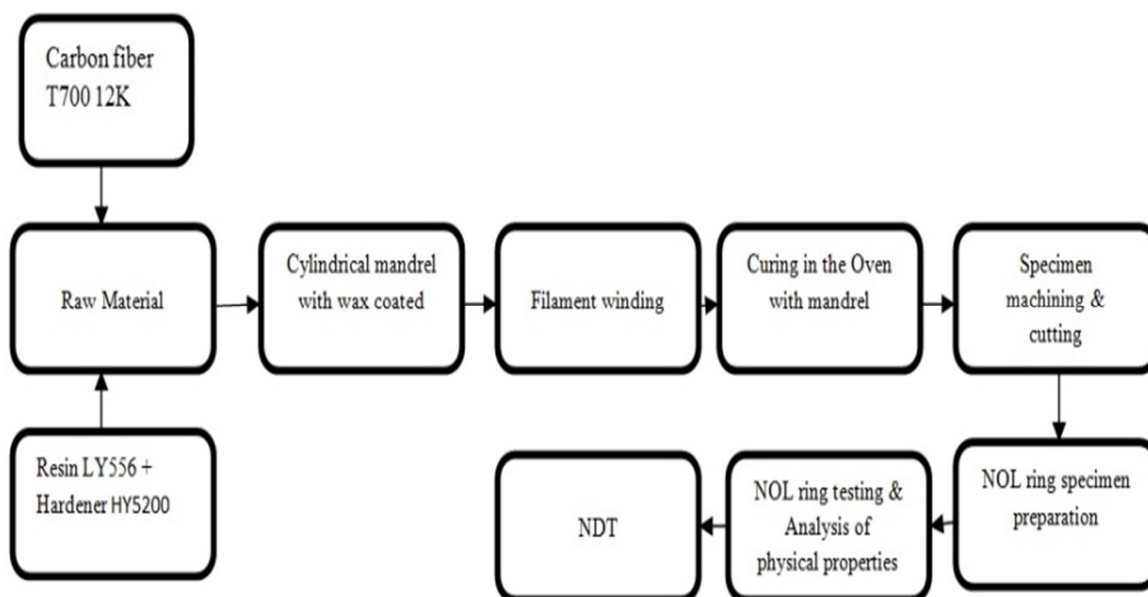 Carbon fiber
T700 12K
Raw Material
Resin LY556 +
Hardener HY5200
Cylindrical mandrel
with wax coated
Filament winding
Curing in the Oven
with mandrel
Specimen
machining &
cutting
NOL ring specimen
preparation
NOL ring testing &
Analysis of
physical properties
NDT